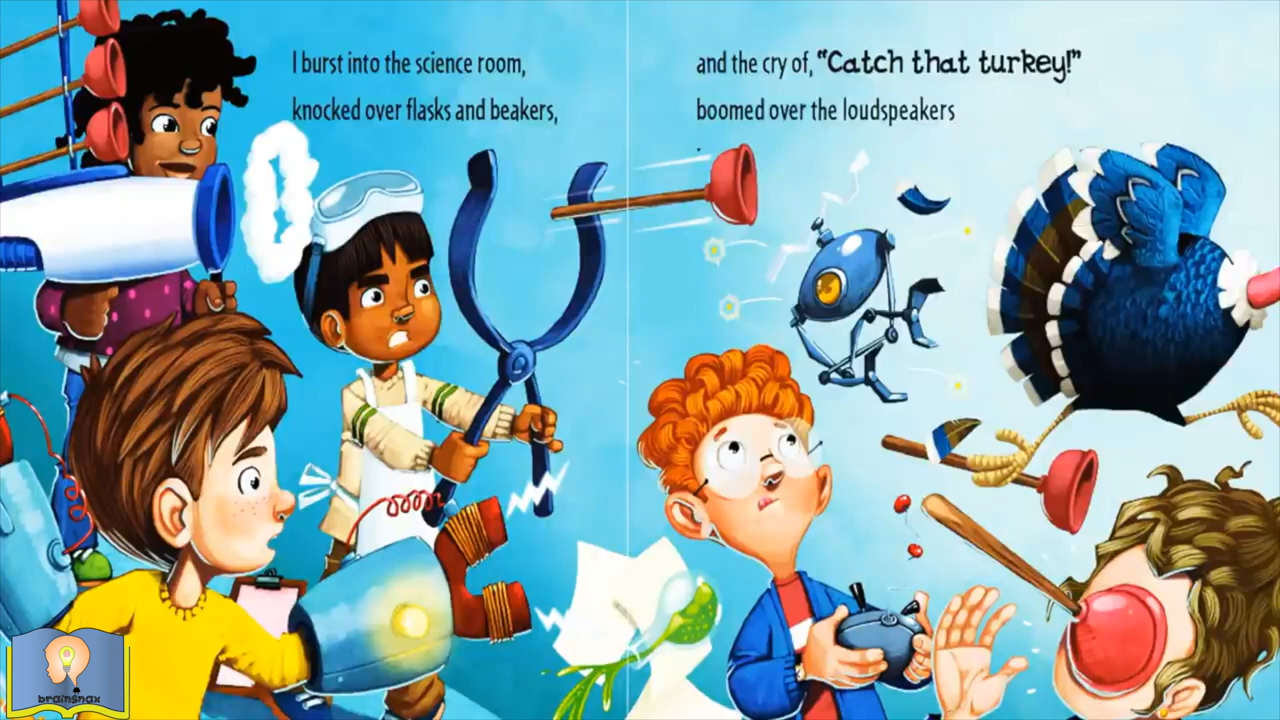 I burst into the science room,
knocked over flasks and beakers,
and the cry of, “Catch that turkey!”
boomed over the loudspeakers
brainsnax